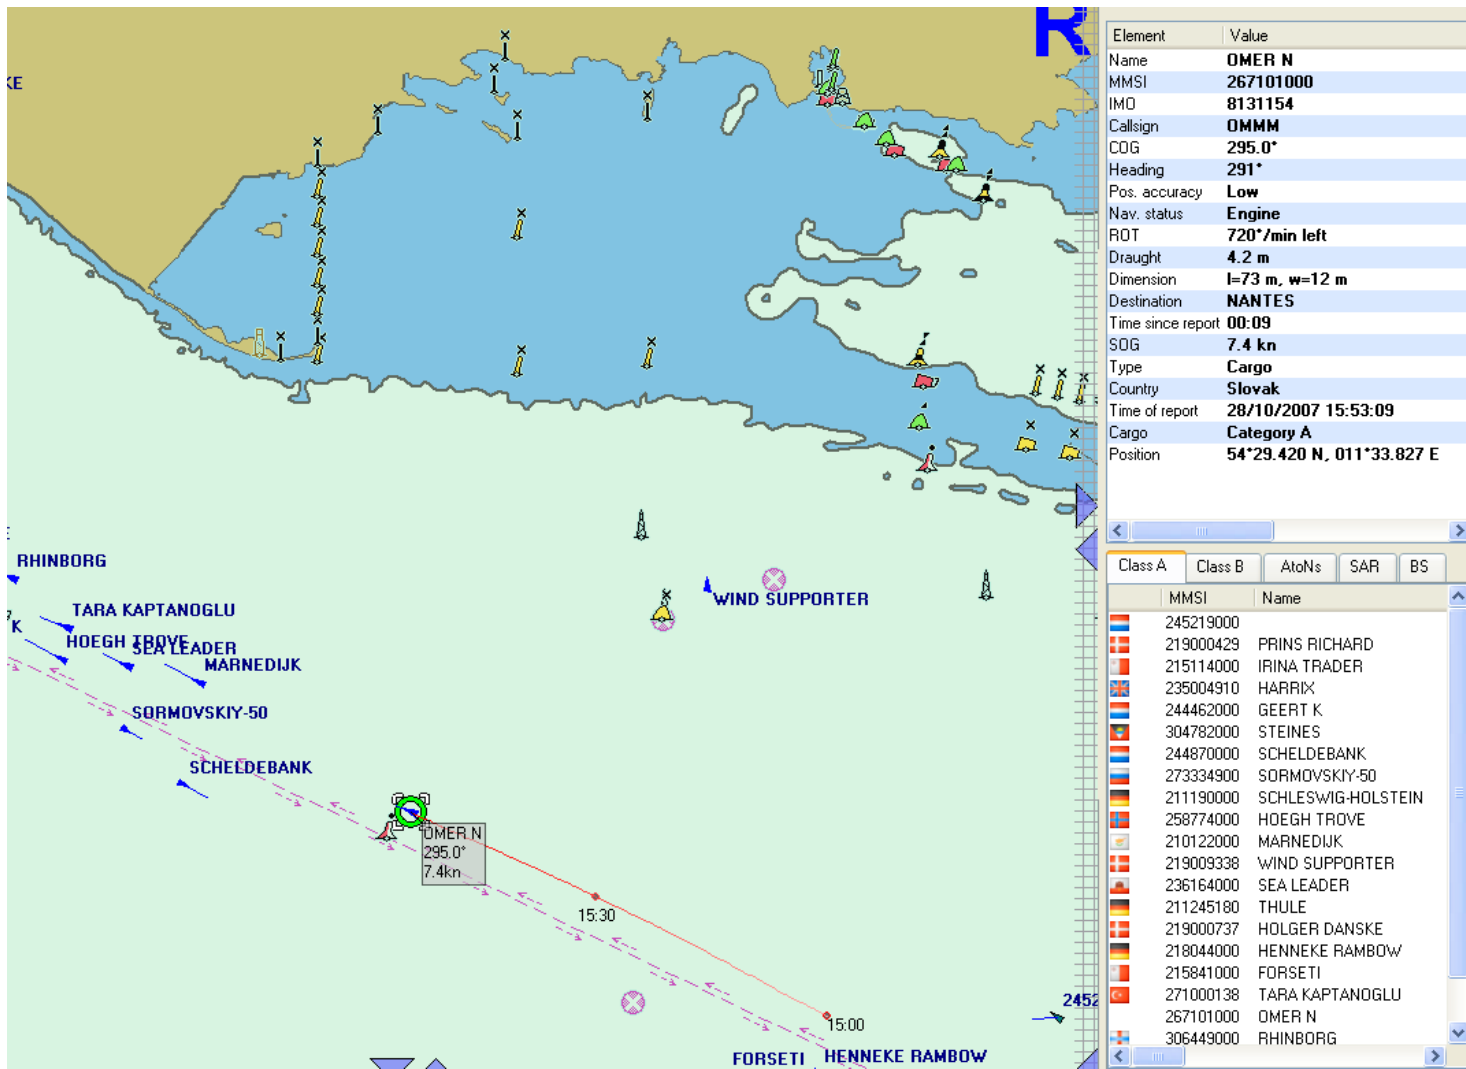 R
KE
RHINBORG
TARA KAPTANOGLU
K
HOEGH TROVE
SEA LEADER
MARNEDIJK
SORMOVSKIY-50
SCHELDEBANK
WIND SUPPORTER
OMER N
295.0°
7.4kn
15:30
15:00
2452
FORSETI
HENNEKE RAMBOW
Element Value
Name OMER N
MMSI 267101000
IMO 8131154
Callsign OMMM
COG 295.0°
Heading 291°
Pos. accuracy Low
Nav. status Engine
ROT 720°/min left
Draught 4.2 m
Dimension l=73 m, w=12 m
Destination NANTES
Time since report 00:09
SOG 7.4 kn
Type Cargo
Country Slovak
Time of report 28/10/2007 15:53:09
Cargo Category A
Position 54°29.420 N, 011°33.827 E
Class A Class B AtoNs SAR BS
MMSI Name
245219000
219000429 PRINS RICHARD
215114000 IRINA TRADER
235004910 HARRIX
244462000 GEERT K
304782000 STEINES
244870000 SCHELDEBANK
273334900 SORMOVSKIY-50
211190000 SCHLESWIG-HOLSTEIN
258774000 HOEGH TROVE
210122000 MARNEDIJK
219009338 WIND SUPPORTER
236164000 SEA LEADER
211245180 THULE
219000737 HOLGER DANSKE
218044000 HENNEKE RAMBOW
215841000 FORSETI
271000138 TARA KAPTANOGLU
267101000 OMER N
306449000 RHINBORG